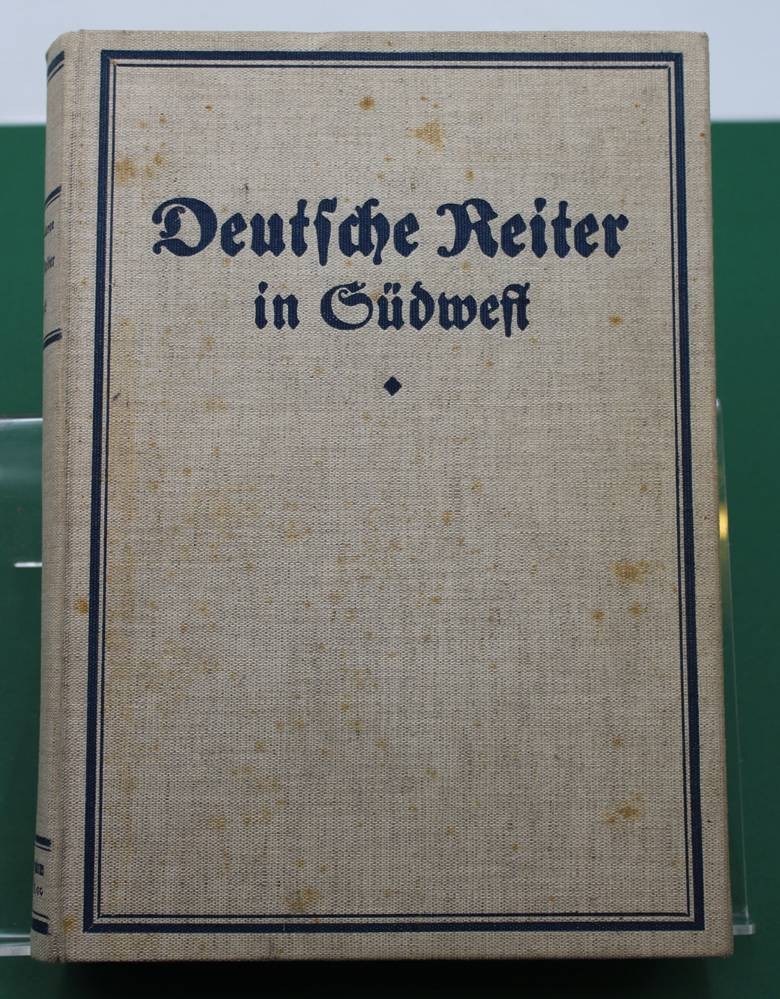 Deutſche Reiter
in Südweſt